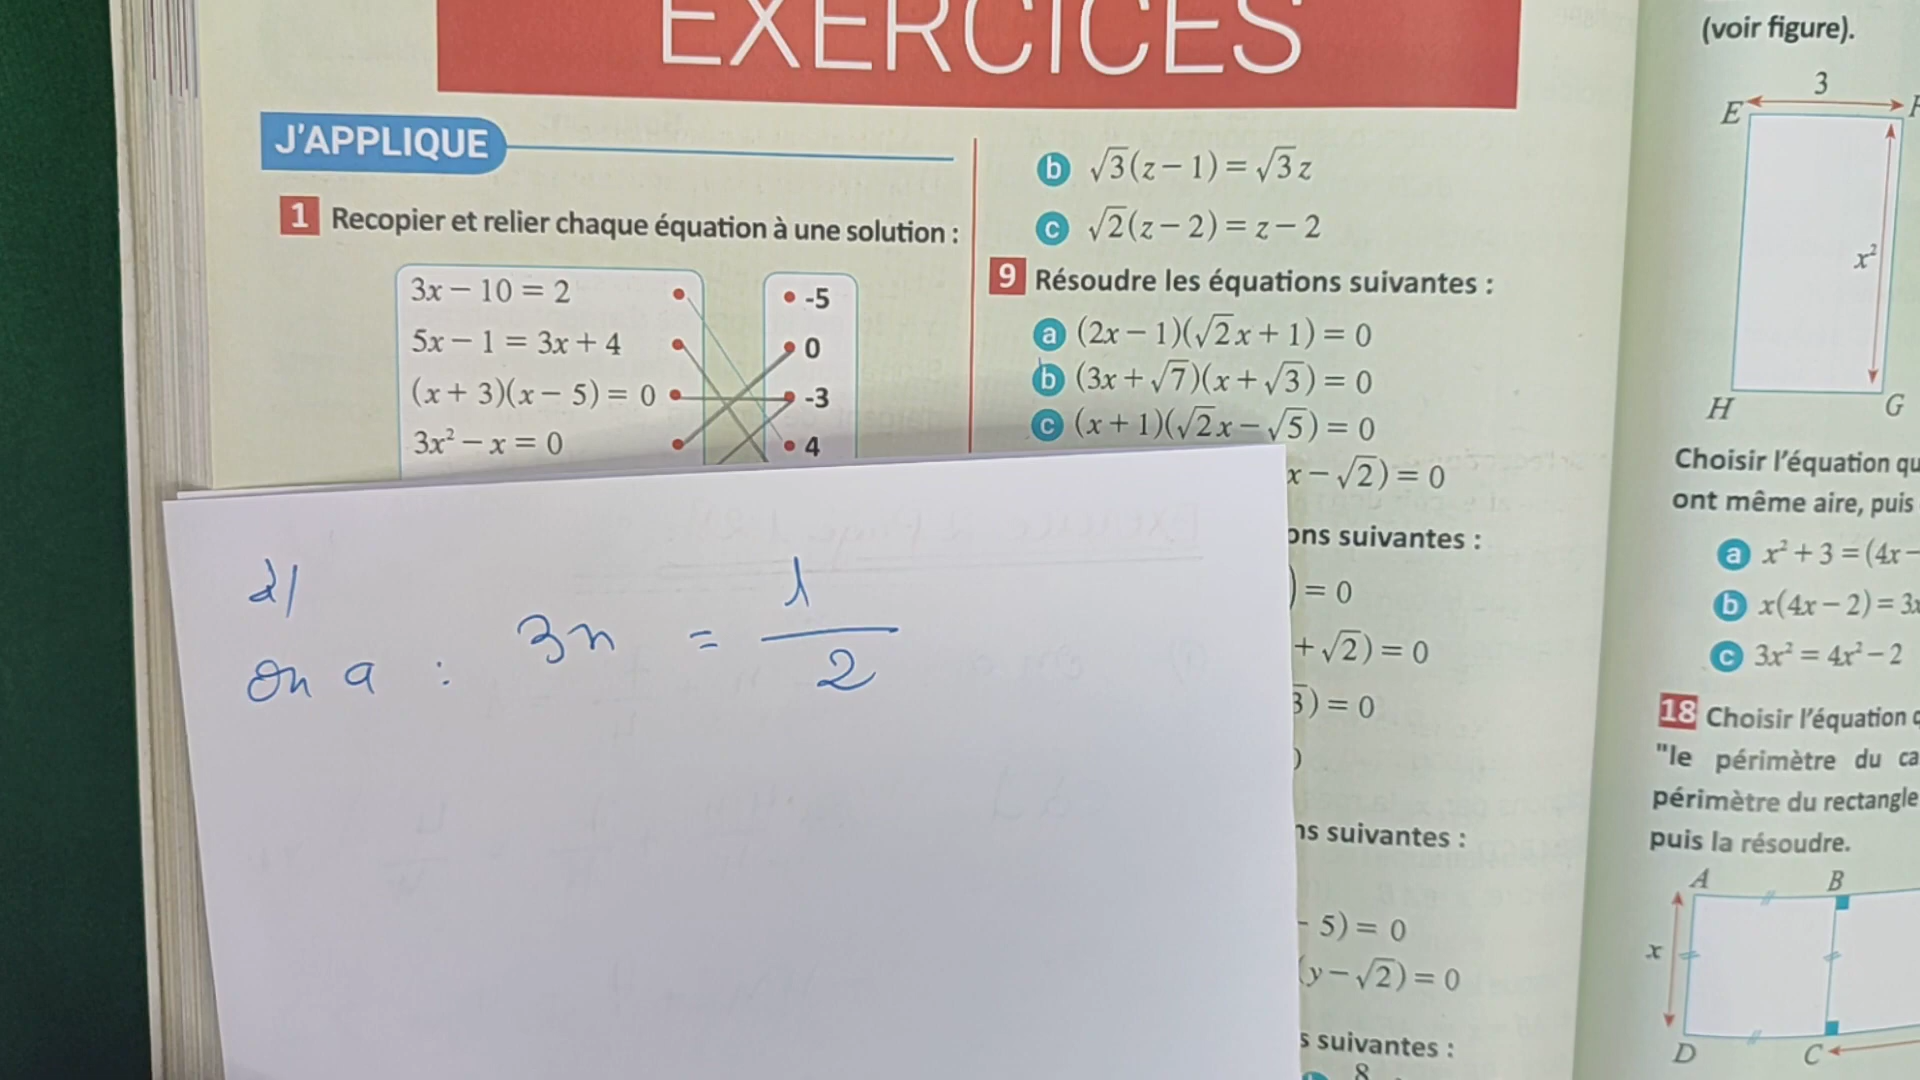 EXERCICES
J'APPLIQUE
1 Recopier et relier chaque équation à une solution :
3x − 10 = 2
5x − 1 = 3x + 4
(x + 3)(x − 5) = 0
3x² − x = 0
-5
0
-3
4
d/
on a : 3x = 1/2
b √3(z − 1) = √3z
c √2(z − 2) = z − 2
9 Résoudre les équations suivantes :
a (2x − 1)(√2x + 1) = 0
b (3x + √7)(x + √3) = 0
c (x + 1)(√2x − √5) = 0
x − √2) = 0
ons suivantes :
) = 0
+ √2) = 0
) = 0
)
ns suivantes :
− 5) = 0
(y − √2) = 0
s suivantes :
8
(voir figure).
3
E
x²
H
G
Choisir l'équation qu
ont même aire, puis
a x² + 3 = (4x −
b x(4x − 2) = 3x
c 3x² = 4x² − 2
18 Choisir l'équation
"le périmètre du ca
périmètre du rectangle
puis la résoudre.
A B
x
D C